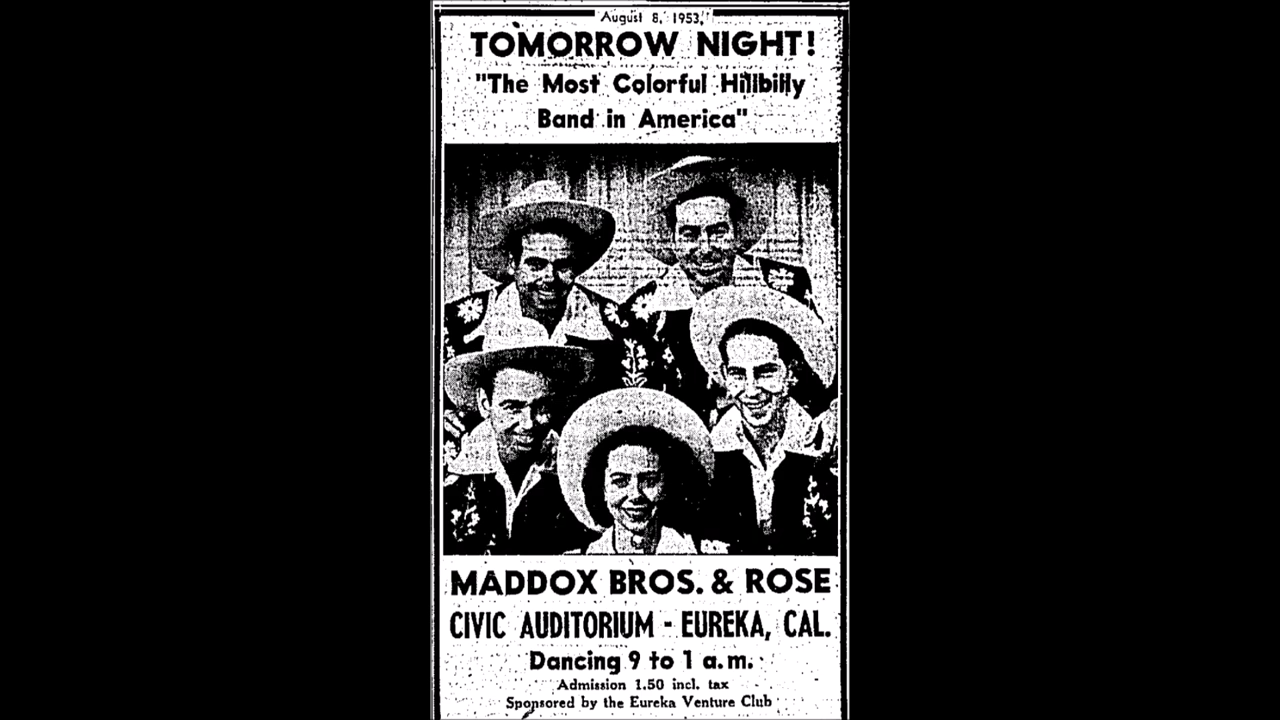 August 8, 1953,
TOMORROW NIGHT!
"The Most Colorful Hillbilly
Band in America"
MADDOX BROS. & ROSE
CIVIC AUDITORIUM - EUREKA, CAL.
Dancing 9 to 1 a.m.
Admission 1.50 incl. tax
Sponsored by the Eureka Venture Club